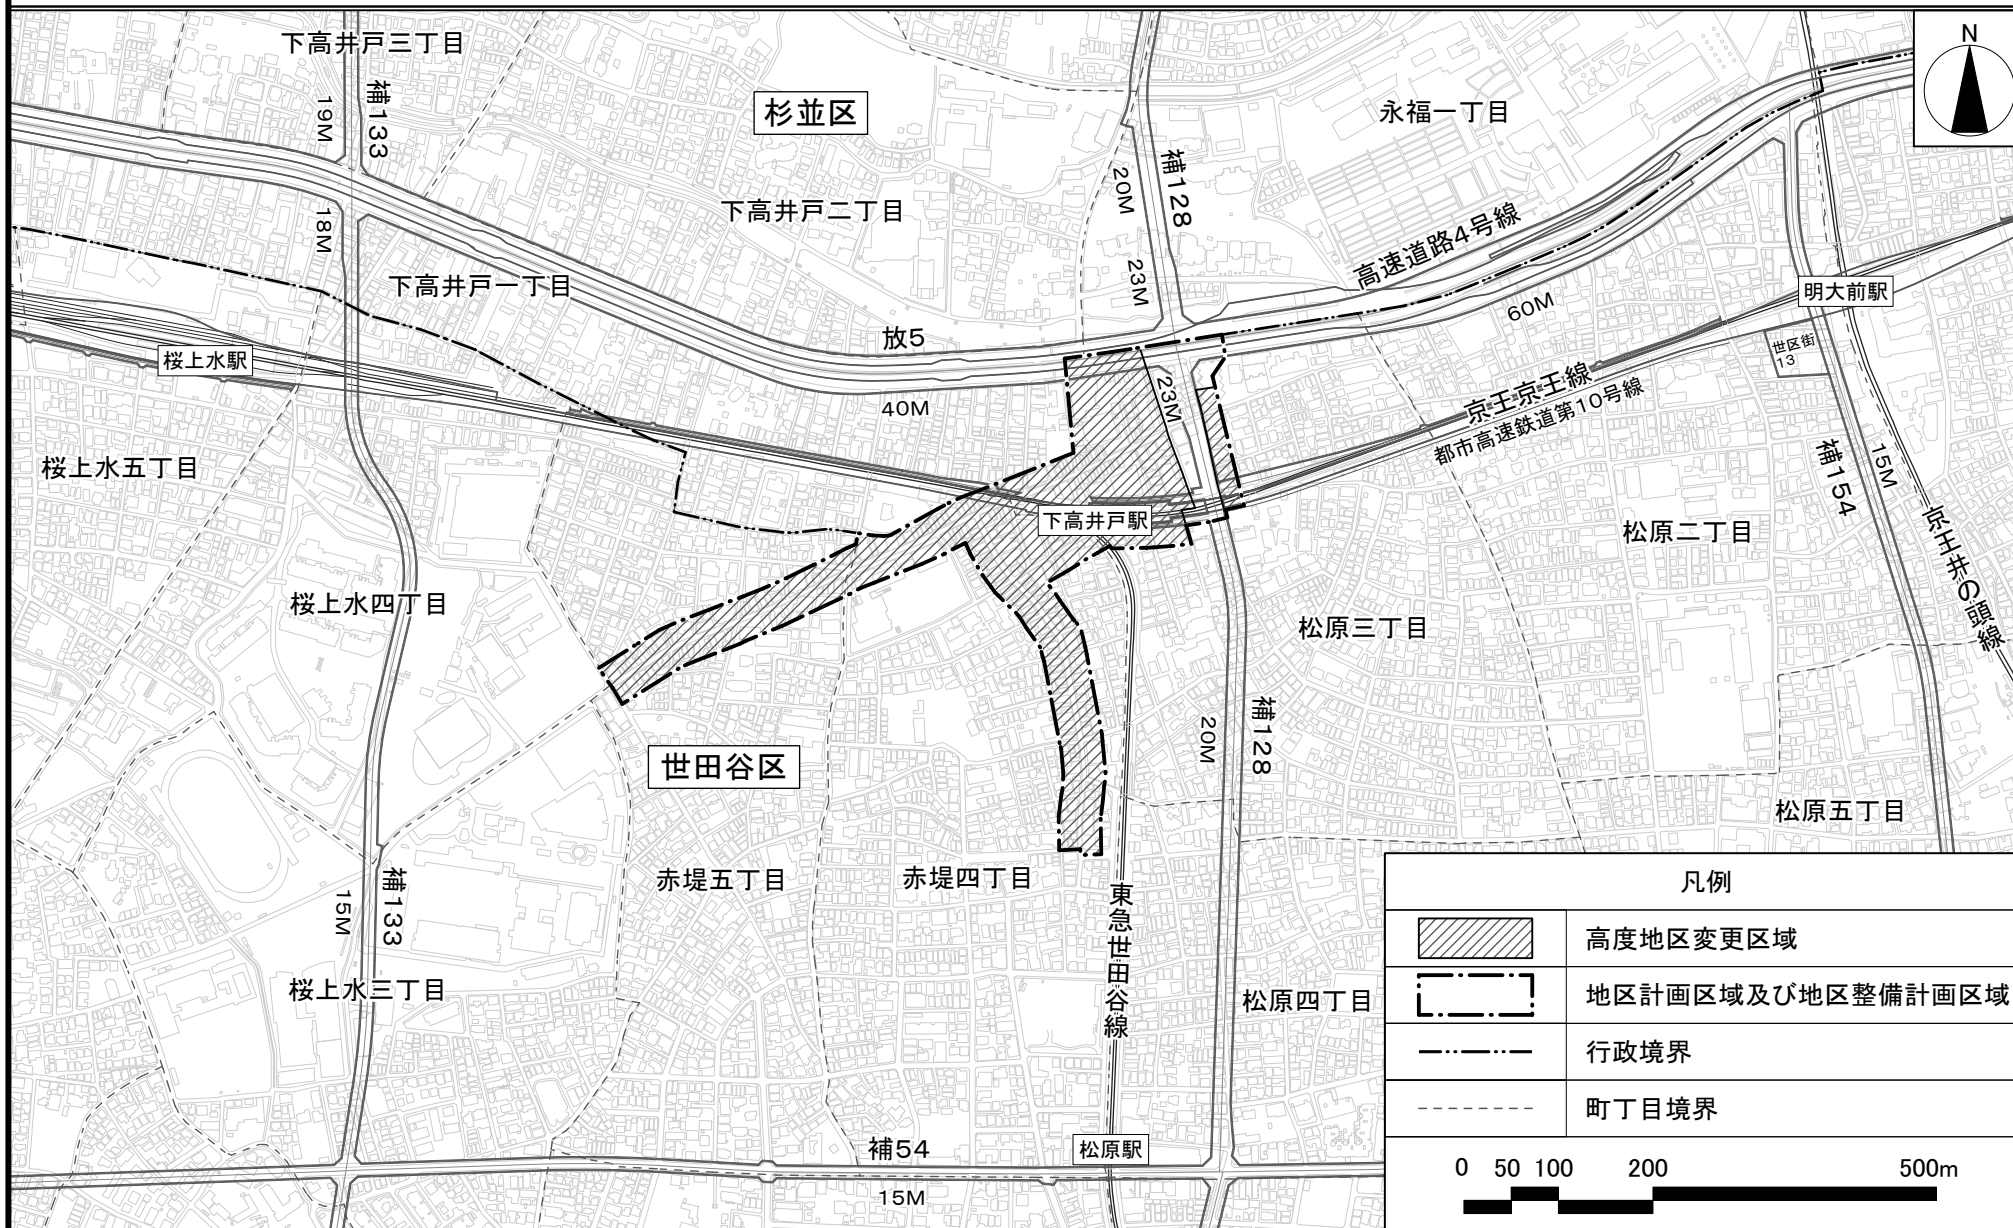 下高井戸三丁目
補133
19M
杉並区
永福一丁目
N
補128
20M
下高井戸二丁目
18M
高速道路4号線
23M
下高井戸一丁目
明大前駅
60M
放5
世区街
13
桜上水駅
京王京王線
23M
40M
都市高速鉄道第10号線
桜上水五丁目
補154
15M
下高井戸駅
松原二丁目
京王井の頭線
桜上水四丁目
松原三丁目
補128
20M
世田谷区
松原五丁目
赤堤五丁目
赤堤四丁目
補133
15M
東急世田谷線
桜上水三丁目
松原四丁目
補54
松原駅
15M
凡例
高度地区変更区域
地区計画区域及び地区整備計画区域
行政境界
町丁目境界
0 50 100 200 500m